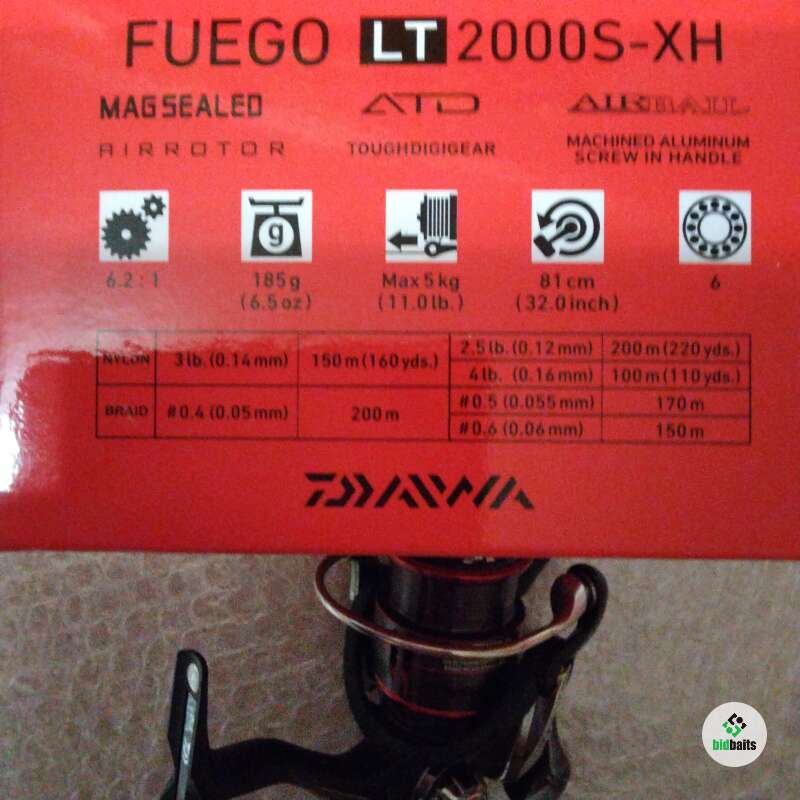 FUEGO LT 2000S-XH
MAGSEALED ATD AIRBAIL
AIRROTOR TOUGHDIGIGEAR MACHINED ALUMINUM
SCREW IN HANDLE
g
6.2 : 1 185g Max 5kg 81cm 6
(6.5oz) (11.0lb.) (32.0inch)
NYLON 3lb. (0.14mm) 150m(160yds.) 2.5lb. (0.12mm) 200m(220yds.)
4lb. (0.16mm) 100m(110yds.)
BRAID #0.4 (0.05mm) 200m #0.5 (0.055mm) 170m
#0.6 (0.06mm) 150m
DAIWA
bidbaits